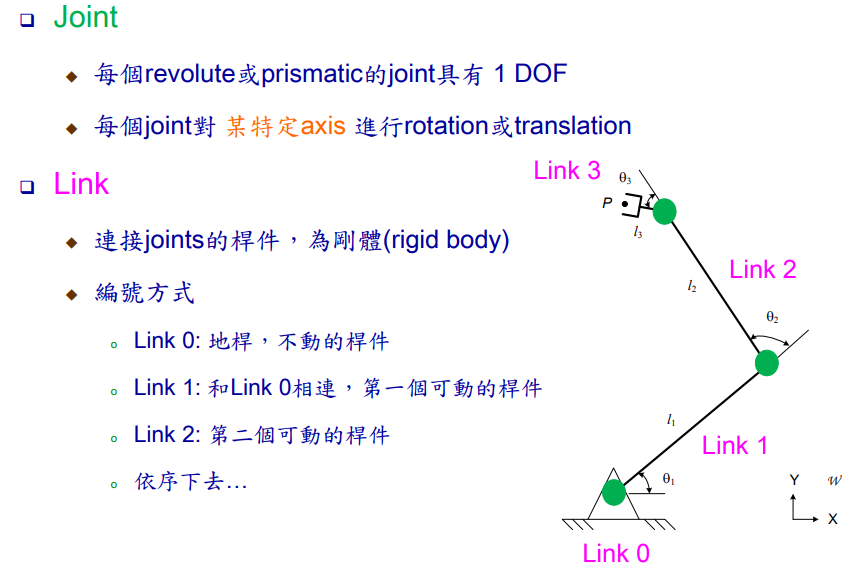 Joint
每個revolute或prismatic的joint具有 1 DOF
每個joint對 某特定axis 進行rotation或translation
Link
連接joints的桿件，為剛體(rigid body)
編號方式
Link 0: 地桿，不動的桿件
Link 1: 和Link 0相連，第一個可動的桿件
Link 2: 第二個可動的桿件
依序下去…
Link 3
θ3
P
l3
Link 2
l2
θ2
l1
Link 1
θ1
Y
W
X
Link 0